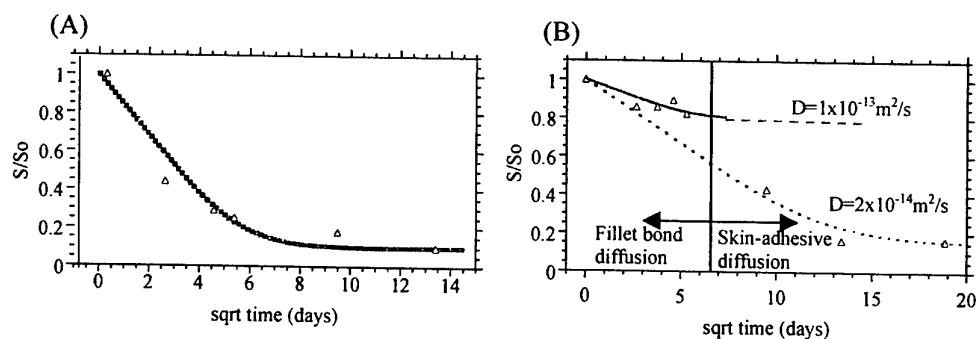 (A)
S/So
1
0.8
0.6
0.4
0.2
0
0 2 4 6 8 10 12 14
sqrt time (days)
(B)
S/So
1
0.8
0.6
0.4
0.2
0
D=1x10⁻¹³m²/s
D=2x10⁻¹⁴m²/s
Fillet bond
diffusion
Skin-adhesive
diffusion
0 5 10 15 20
sqrt time (days)